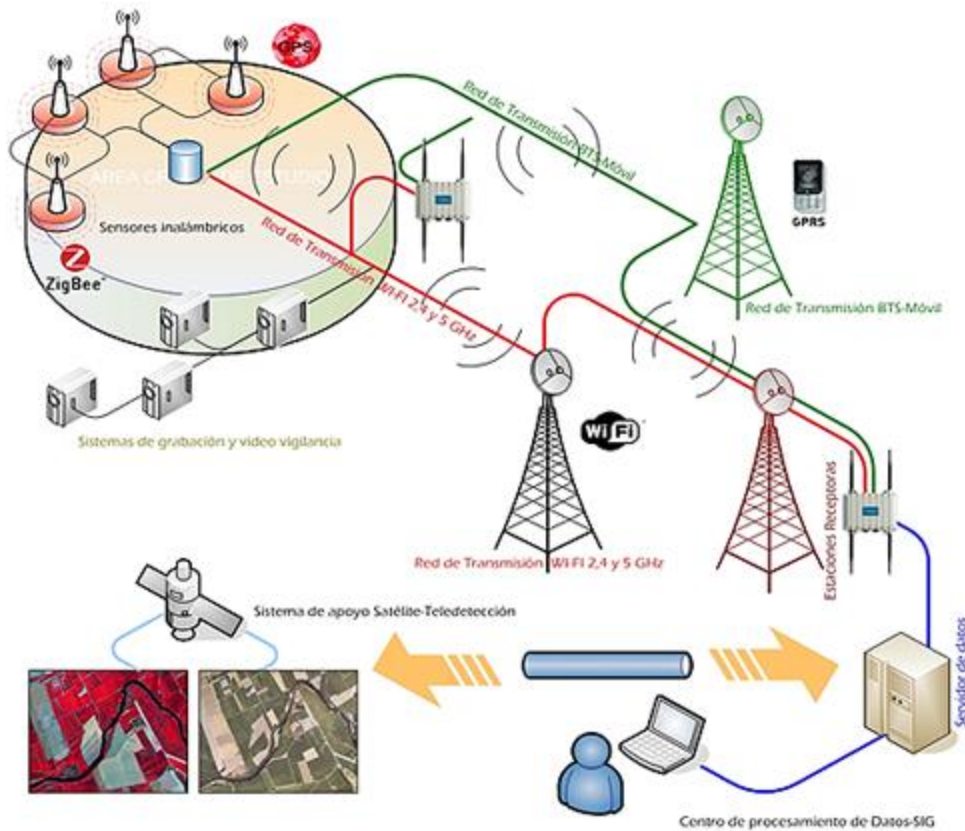 GPS
Red de Transmisión BTS-Móvil
GPRS
Sensores inalámbricos
ZigBee
Red de Transmisión WI-FI 2,4 y 5 GHz
Red de Transmisión BTS-Móvil
Sistemas de grabación y video vigilancia
Wi Fi
Estaciones Receptoras
Red de Transmisión WI-FI 2,4 y 5 GHz
Sistema de apoyo Satélite-Teledetección
Servidor de datos
Centro de procesamiento de Datos-SIG